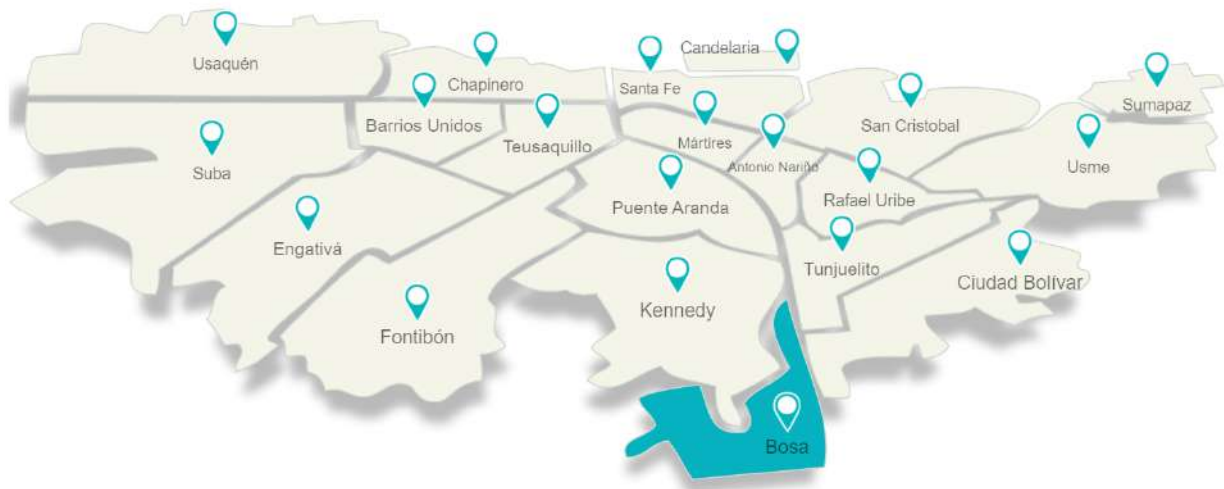 Usaquén
Chapinero
Santa Fe
Candelaria
Sumapaz
Suba
Barrios Unidos
Teusaquillo
Mártires
Antonio Nariño
San Cristobal
Usme
Engativá
Puente Aranda
Rafael Uribe
Tunjuelito
Ciudad Bolívar
Fontibón
Kennedy
Bosa